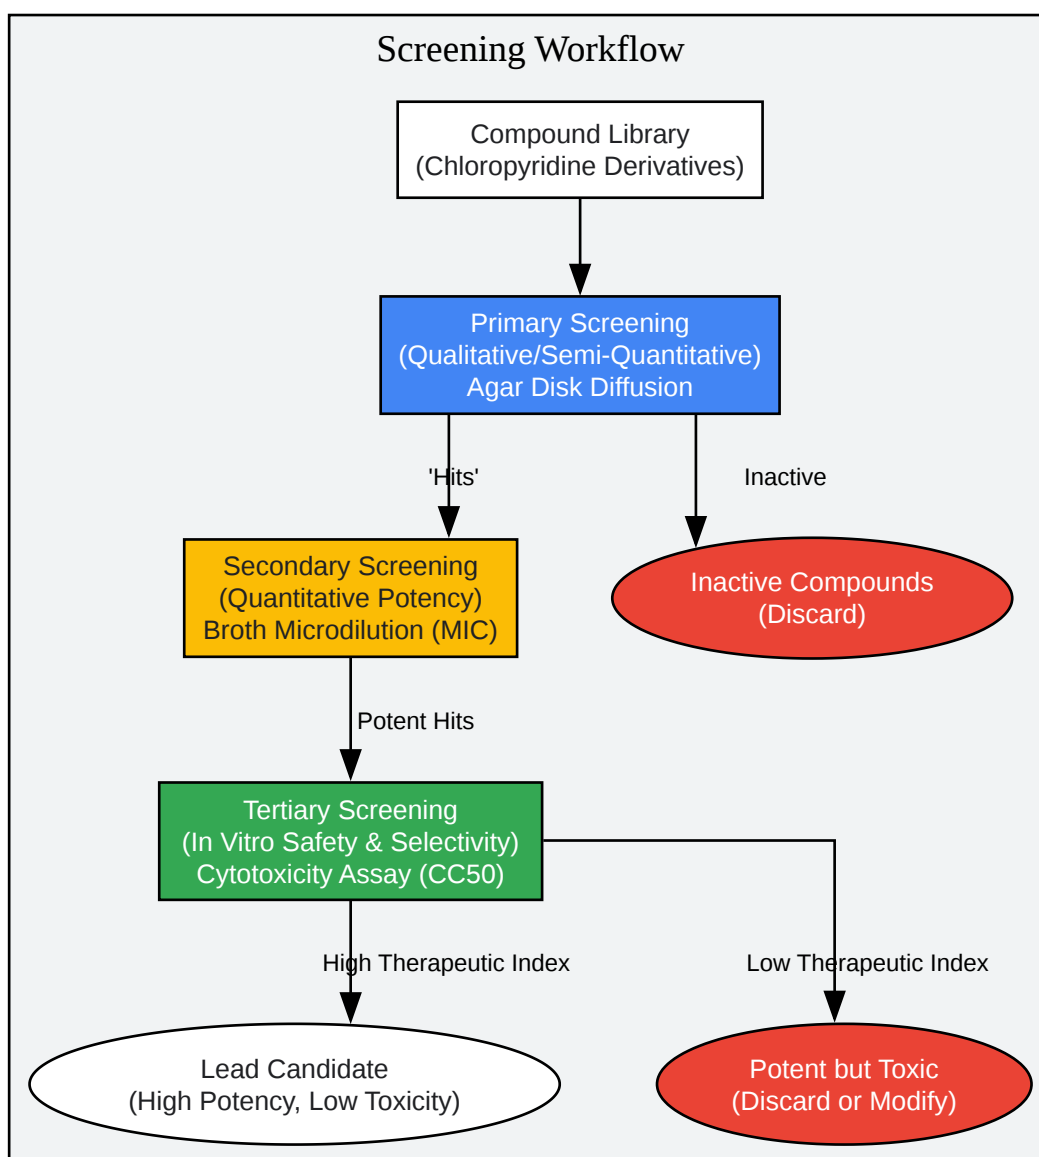 Screening Workflow
Compound Library
(Chloropyridine Derivatives)
Primary Screening
(Qualitative/Semi-Quantitative)
Agar Disk Diffusion
'Hits'
Inactive
Secondary Screening
(Quantitative Potency)
Broth Microdilution (MIC)
Inactive Compounds
(Discard)
Potent Hits
Tertiary Screening
(In Vitro Safety & Selectivity)
Cytotoxicity Assay (CC50)
High Therapeutic Index
Low Therapeutic Index
Lead Candidate
(High Potency, Low Toxicity)
Potent but Toxic
(Discard or Modify)